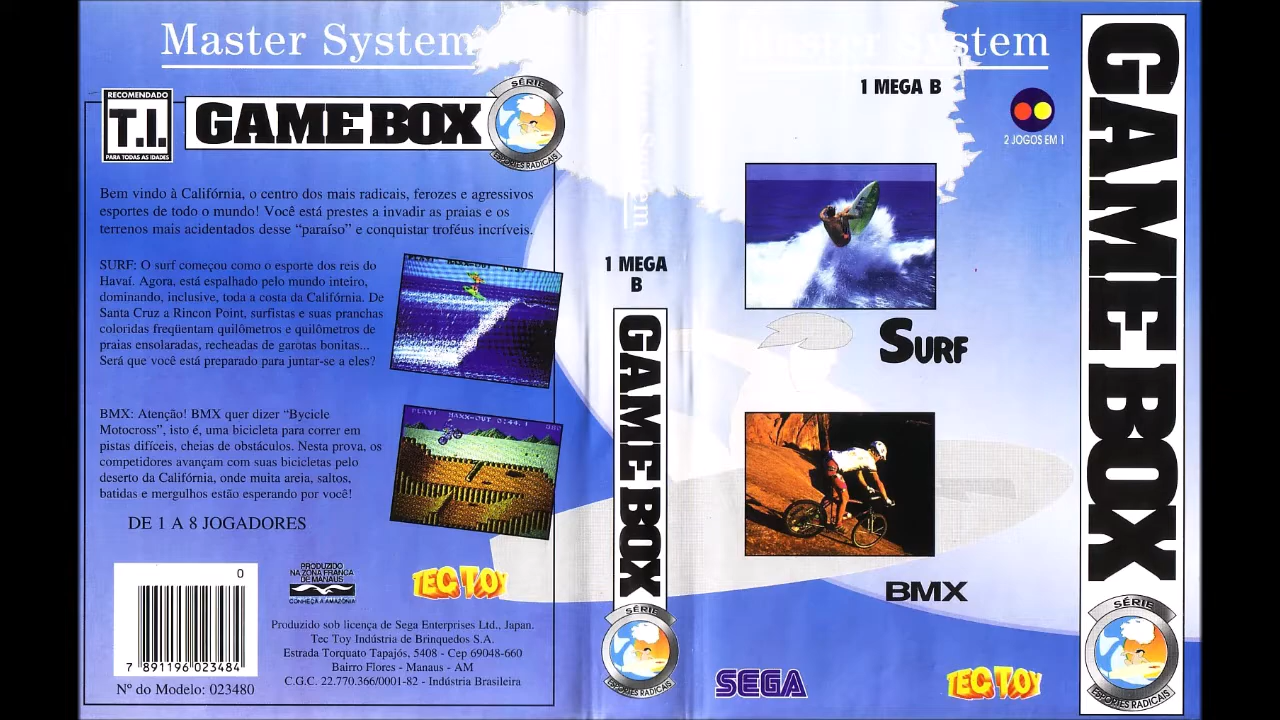 Master System
RECOMENDADO
T.I.
PARA TODAS AS IDADES
GAME BOX
SÉRIE
ESPORTES RADICAIS
Bem vindo à Califórnia, o centro dos mais radicais, ferozes e agressivos
esportes de todo o mundo! Você está prestes a invadir as praias e os
terrenos mais acidentados desse “paraíso” e conquistar troféus incríveis.
SURF: O surf começou como o esporte dos reis do
Havaí. Agora, está espalhado pelo mundo inteiro,
dominando, inclusive, toda a costa da Califórnia. De
Santa Cruz a Rincon Point, surfistas e suas pranchas
coloridas freqüentam quilômetros e quilômetros de
praias ensolaradas, recheadas de garotas bonitas...
Será que você está preparado para juntar-se a eles?
BMX: Atenção! BMX quer dizer “Bycicle
Motocross”, isto é, uma bicicleta para correr em
pistas difíceis, cheias de obstáculos. Nesta prova, os
competidores avançam com suas bicicletas pelo
deserto da Califórnia, onde muita areia, saltos,
batidas e mergulhos estão esperando por você!
PLAY1 MAXX-OUT 0:44.1
DE 1 A 8 JOGADORES
0
7 891196 023484
Nº do Modelo: 023480
PRODUZIDO
NA ZONA FRANCA
DE MANAUS
CONHEÇA A AMAZÔNIA
TEC TOY
Produzido sob licença de Sega Enterprises Ltd., Japan.
Tec Toy Indústria de Brinquedos S.A.
Estrada Torquato Tapajós, 5408 - Cep 69048-660
Bairro Flores - Manaus - AM
C.G.C. 22.770.366/0001-82 - Indústria Brasileira
1 MEGA
B
GAME BOX
SÉRIE
ESPORTES RADICAIS
Master System
1 MEGA B
2 JOGOS EM 1
SURF
BMX
SEGA
TEC TOY
GAME BOX
SÉRIE
ESPORTES RADICAIS